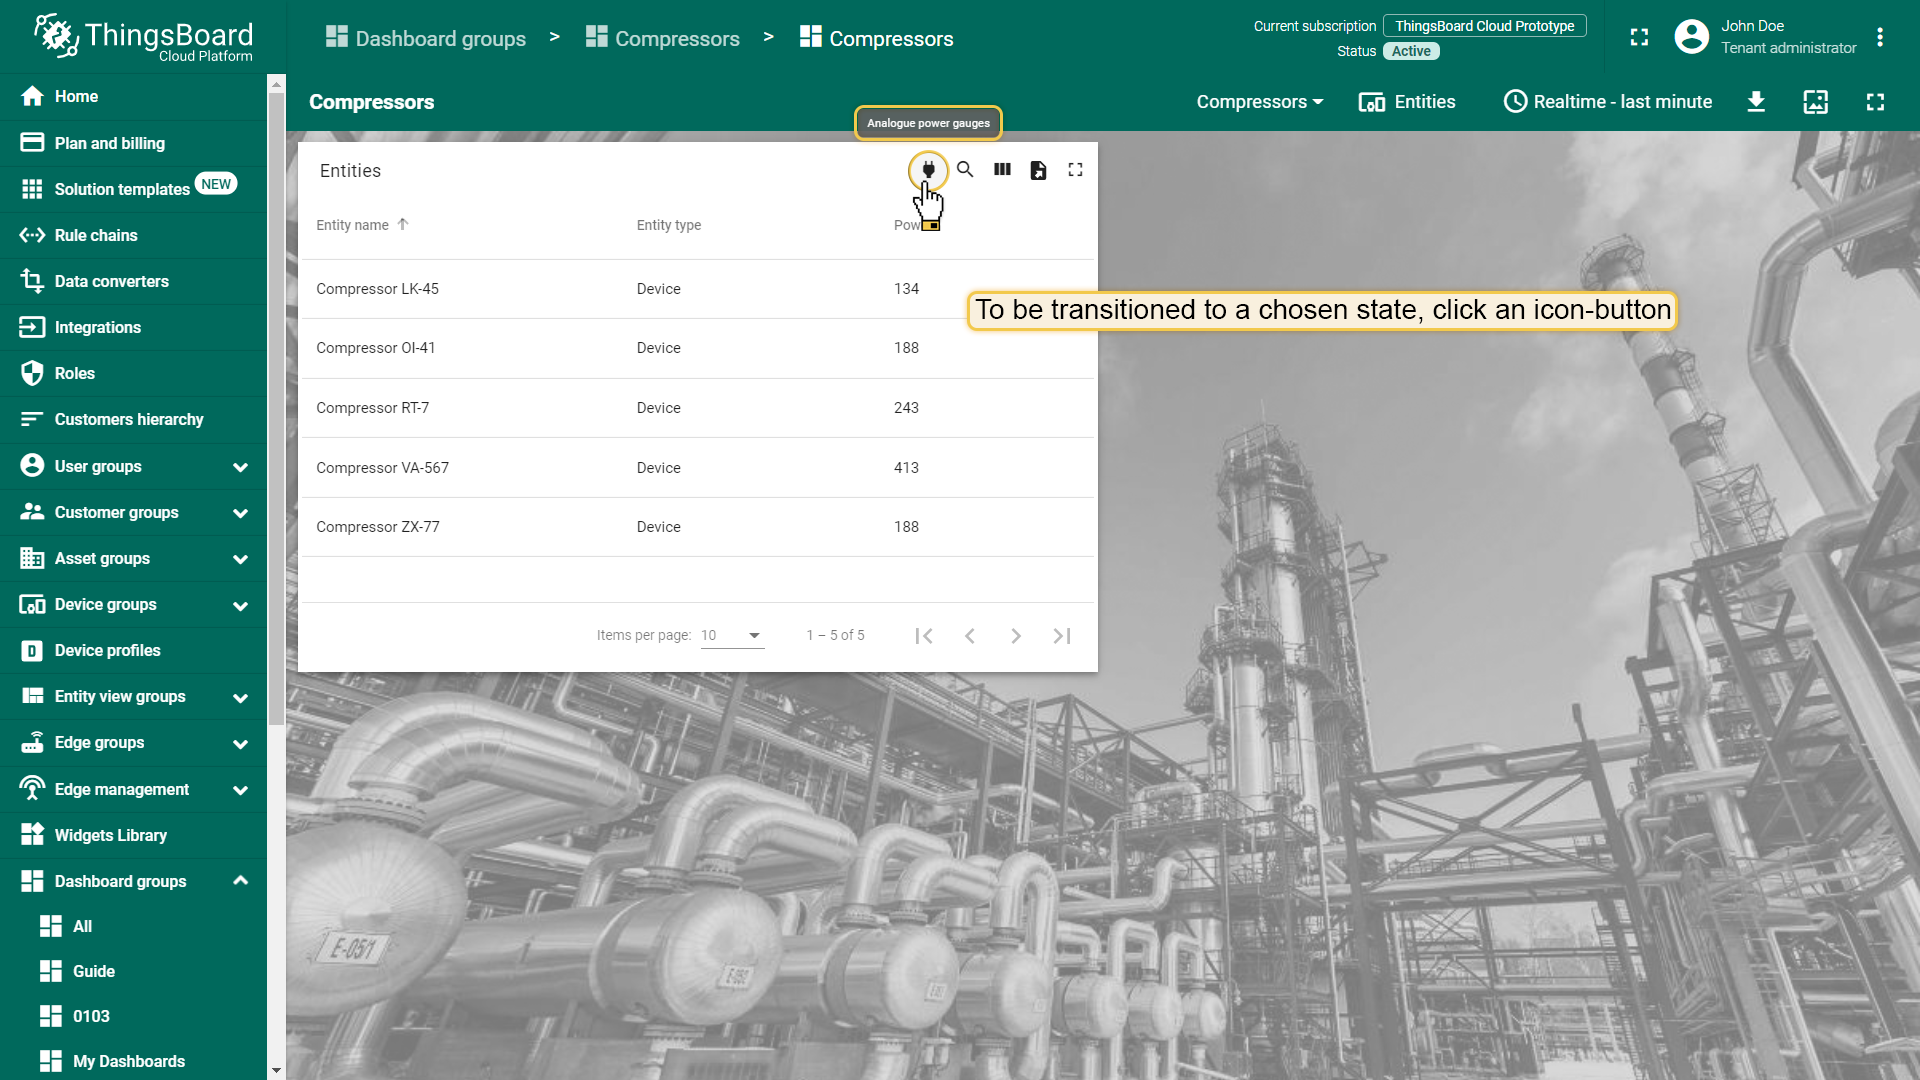 ThingsBoard
Cloud Platform
Dashboard groups > Compressors > Compressors
Current subscription ThingsBoard Cloud Prototype
Status Active
John Doe
Tenant administrator
Home
Plan and billing
Solution templates NEW
Rule chains
Data converters
Integrations
Roles
Customers hierarchy
User groups
Customer groups
Asset groups
Device groups
Device profiles
Entity view groups
Edge groups
Edge management
Widgets Library
Dashboard groups
All
Guide
0103
My Dashboards
Compressors
Compressors Entities Realtime - last minute
Analogue power gauges
Entities
Entity name Entity type Pow
Compressor LK-45 Device 134
Compressor OI-41 Device 188
Compressor RT-7 Device 243
Compressor VA-567 Device 413
Compressor ZX-77 Device 188
Items per page: 10 1 – 5 of 5
To be transitioned to a chosen state, click an icon-button
E-05/1